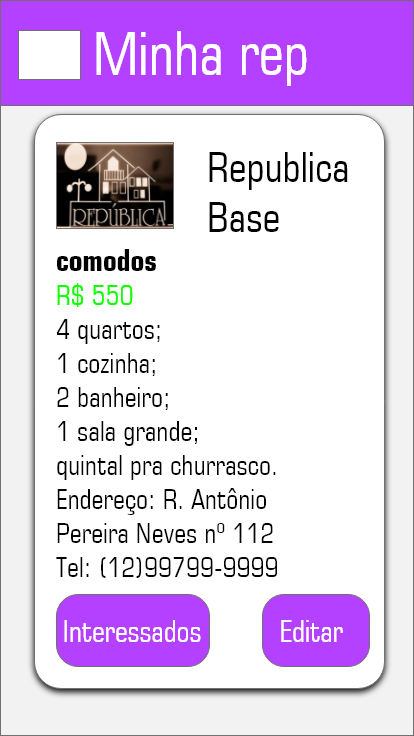 Minha rep
REPÚBLICA
Republica
Base
comodos
R$ 550
4 quartos;
1 cozinha;
2 banheiro;
1 sala grande;
quintal pra churrasco.
Endereço: R. Antônio
Pereira Neves nº 112
Tel: (12)99799-9999
Interessados
Editar